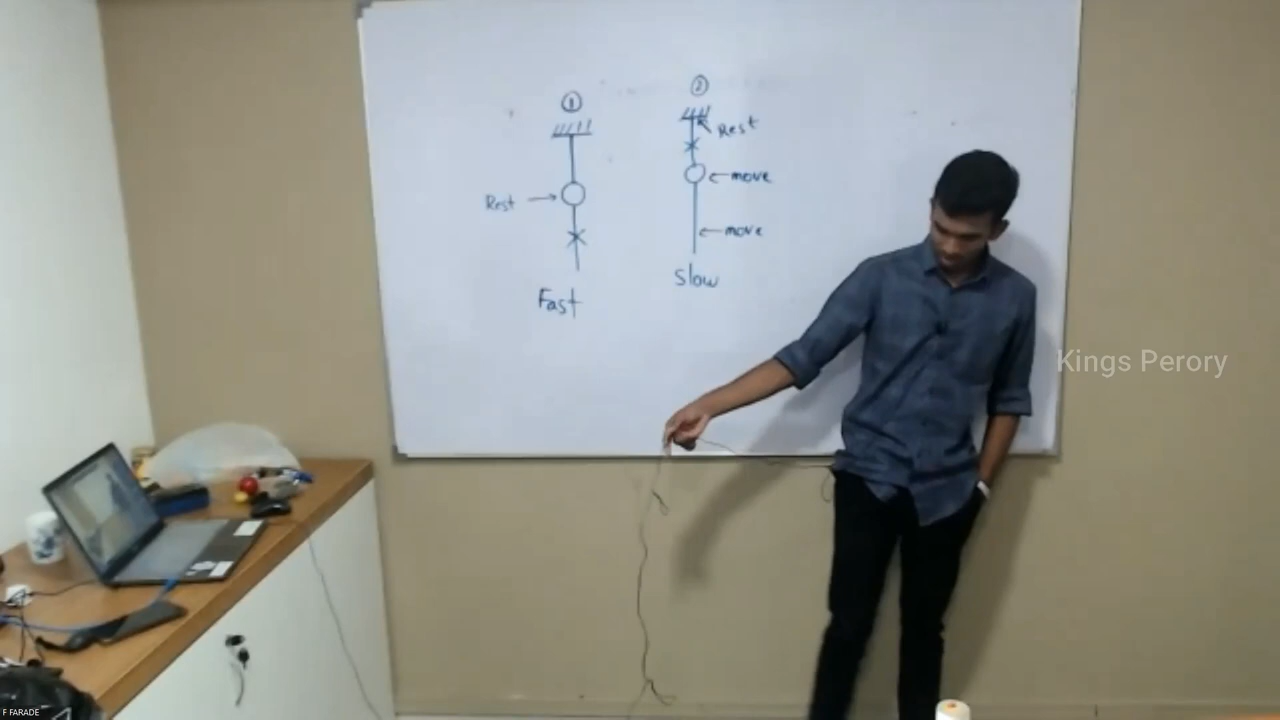 ①
②
Rest
Rest
move
move
Fast
slow
Kings Perory
F FARADE